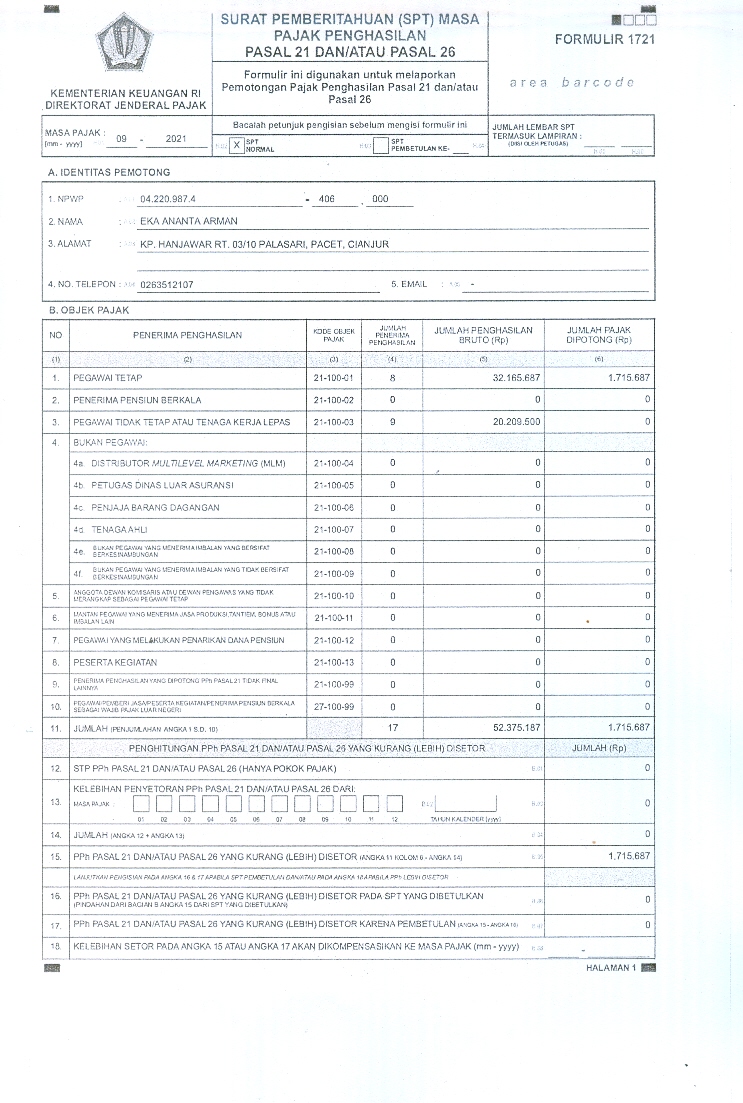 SURAT PEMBERITAHUAN (SPT) MASA
PAJAK PENGHASILAN
PASAL 21 DAN/ATAU PASAL 26
FORMULIR 1721
area barcode
KEMENTERIAN KEUANGAN RI
DIREKTORAT JENDERAL PAJAK
Formulir ini digunakan untuk melaporkan
Pemotongan Pajak Penghasilan Pasal 21 dan/atau
Pasal 26
MASA PAJAK :
[mm - yyyy] 09 - 2021
Bacalah petunjuk pengisian sebelum mengisi formulir ini
X SPT NORMAL
SPT PEMBETULAN KE-
JUMLAH LEMBAR SPT
TERMASUK LAMPIRAN :
(DIISI OLEH PETUGAS)
A. IDENTITAS PEMOTONG
1. NPWP : 04.220.987.4 - 406 . 000
2. NAMA : EKA ANANTA ARMAN
3. ALAMAT : KP. HANJAWAR RT. 03/10 PALASARI, PACET, CIANJUR
4. NO. TELEPON : 0263512107 5. EMAIL : -
B. OBJEK PAJAK
NO PENERIMA PENGHASILAN KODE OBJEK PAJAK JUMLAH PENERIMA PENGHASILAN JUMLAH PENGHASILAN BRUTO (Rp) JUMLAH PAJAK DIPOTONG (Rp)
(1) (2) (3) (4) (5) (6)
1. PEGAWAI TETAP 21-100-01 8 32.165.687 1.715.687
2. PENERIMA PENSIUN BERKALA 21-100-02 0 0 0
3. PEGAWAI TIDAK TETAP ATAU TENAGA KERJA LEPAS 21-100-03 9 20.209.500 0
4. BUKAN PEGAWAI:
4a. DISTRIBUTOR MULTILEVEL MARKETING (MLM) 21-100-04 0 0 0
4b. PETUGAS DINAS LUAR ASURANSI 21-100-05 0 0 0
4c. PENJAJA BARANG DAGANGAN 21-100-06 0 0 0
4d. TENAGA AHLI 21-100-07 0 0 0
4e. BUKAN PEGAWAI YANG MENERIMA IMBALAN YANG BERSIFAT BERKESINAMBUNGAN 21-100-08 0 0 0
4f. BUKAN PEGAWAI YANG MENERIMA IMBALAN YANG TIDAK BERSIFAT BERKESINAMBUNGAN 21-100-09 0 0 0
5. ANGGOTA DEWAN KOMISARIS ATAU DEWAN PENGAWAS YANG TIDAK MERANGKAP SEBAGAI PEGAWAI TETAP 21-100-10 0 0 0
6. MANTAN PEGAWAI YANG MENERIMA JASA PRODUKSI, TANTIEM, BONUS ATAU IMBALAN LAIN 21-100-11 0 0 0
7. PEGAWAI YANG MELAKUKAN PENARIKAN DANA PENSIUN 21-100-12 0 0 0
8. PESERTA KEGIATAN 21-100-13 0 0 0
9. PENERIMA PENGHASILAN YANG DIPOTONG PPh PASAL 21 TIDAK FINAL LAINNYA 21-100-99 0 0 0
10. PEGAWAI/PEMBERI JASA/PESERTA KEGIATAN/PENERIMA PENSIUN BERKALA SEBAGAI WAJIB PAJAK LUAR NEGERI 27-100-99 0 0 0
11. JUMLAH (PENJUMLAHAN ANGKA 1 S.D. 10) 17 52.375.187 1.715.687
PENGHITUNGAN PPh PASAL 21 DAN/ATAU PASAL 26 YANG KURANG (LEBIH) DISETOR JUMLAH (Rp)
12. STP PPh PASAL 21 DAN/ATAU PASAL 26 (HANYA POKOK PAJAK) 0
13. KELEBIHAN PENYETORAN PPh PASAL 21 DAN/ATAU PASAL 26 DARI:
MASA PAJAK : 0
01 02 03 04 05 06 07 08 09 10 11 12 TAHUN KALENDER [yyyy]
14. JUMLAH (ANGKA 12 + ANGKA 13) 0
15. PPh PASAL 21 DAN/ATAU PASAL 26 YANG KURANG (LEBIH) DISETOR (ANGKA 11 KOLOM 6 - ANGKA 14) 1,715,687
LANJUTKAN PENGISIAN PADA ANGKA 16 & 17 APABILA SPT PEMBETULAN DAN/ATAU PADA ANGKA 18 APABILA PPh LEBIH DISETOR
16. PPh PASAL 21 DAN/ATAU PASAL 26 YANG KURANG (LEBIH) DISETOR PADA SPT YANG DIBETULKAN 0
(PINDAHAN DARI BAGIAN B ANGKA 15 DARI SPT YANG DIBETULKAN)
17. PPh PASAL 21 DAN/ATAU PASAL 26 YANG KURANG (LEBIH) DISETOR KARENA PEMBETULAN (ANGKA 15 - ANGKA 16) 0
18. KELEBIHAN SETOR PADA ANGKA 15 ATAU ANGKA 17 AKAN DIKOMPENSASIKAN KE MASA PAJAK (mm - yyyy) -
HALAMAN 1